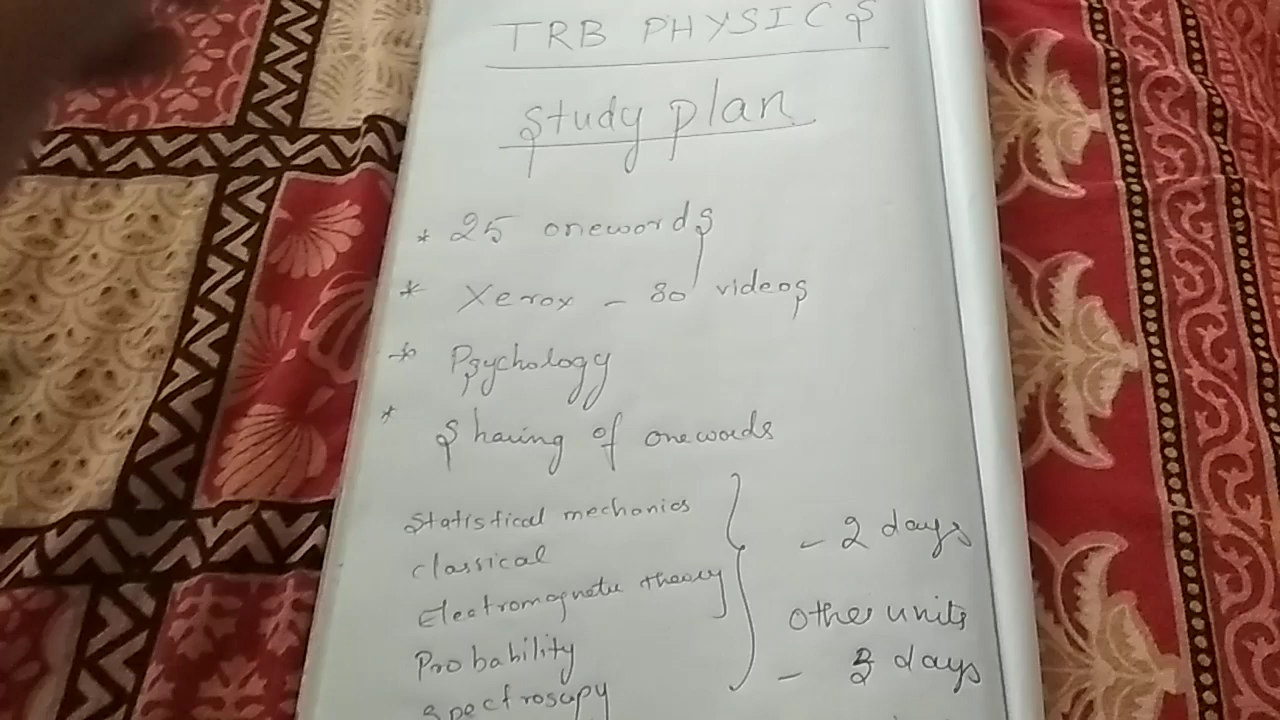 TRB PHYSICS
Study plan
* 25 onewords
* Xerox - 80 videos
* Psychology
* Sharing of onewords
Statistical mechanics
Classical
Electromagnetic theory
Probability
Spectroscopy
- 2 days
Other units
- 3 days